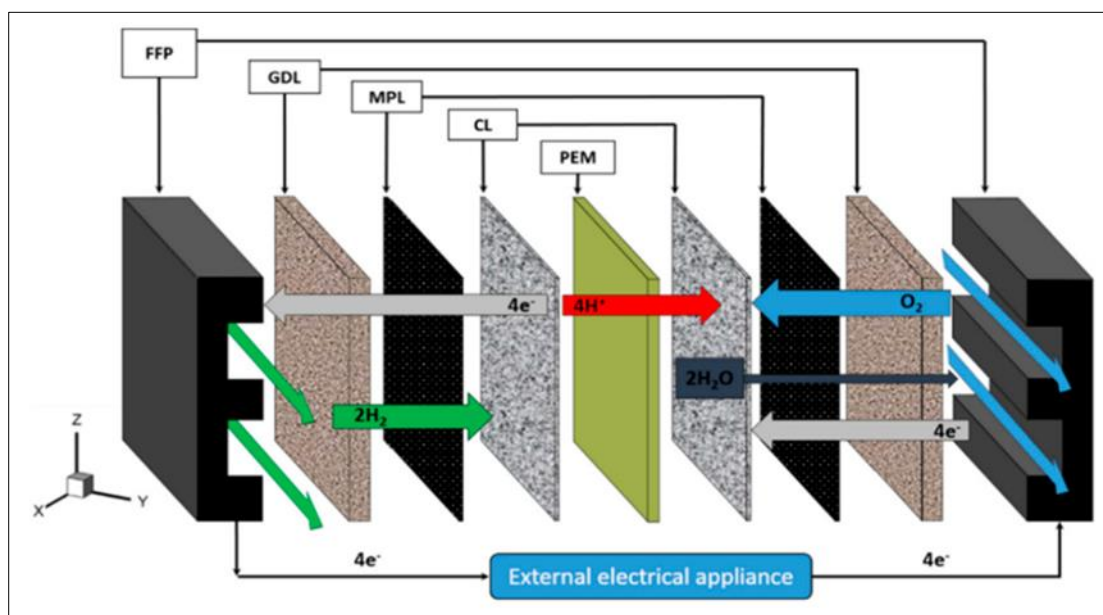 FFP
GDL
MPL
CL
PEM
4e⁻
4H⁺
O₂
2H₂O
2H₂
4e⁻
Z
X
Y
4e⁻
External electrical appliance
4e⁻